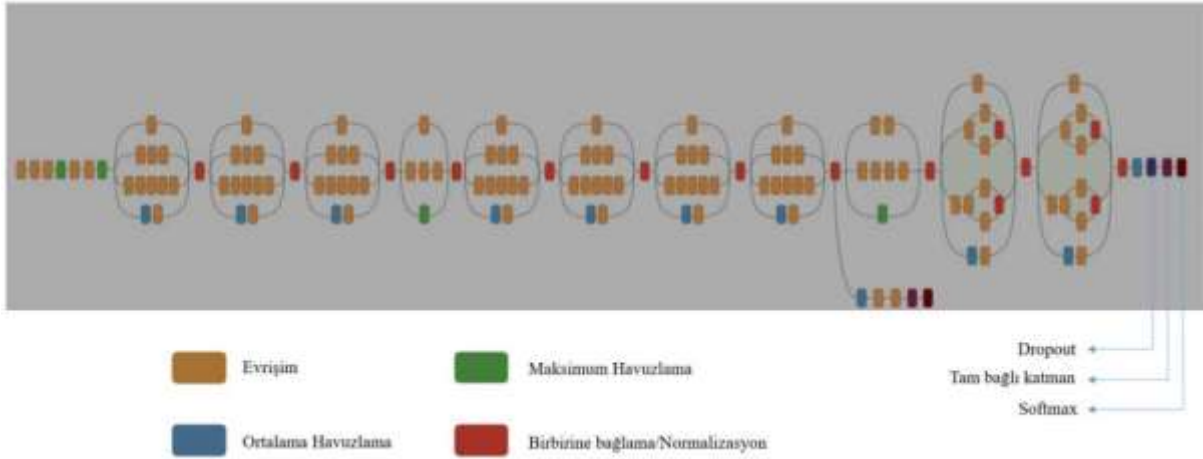 Evrişim
Maksimum Havuzlama
Ortalama Havuzlama
Birbirine bağlama/Normalizasyon
Dropout
Tam bağlı katman
Softmax